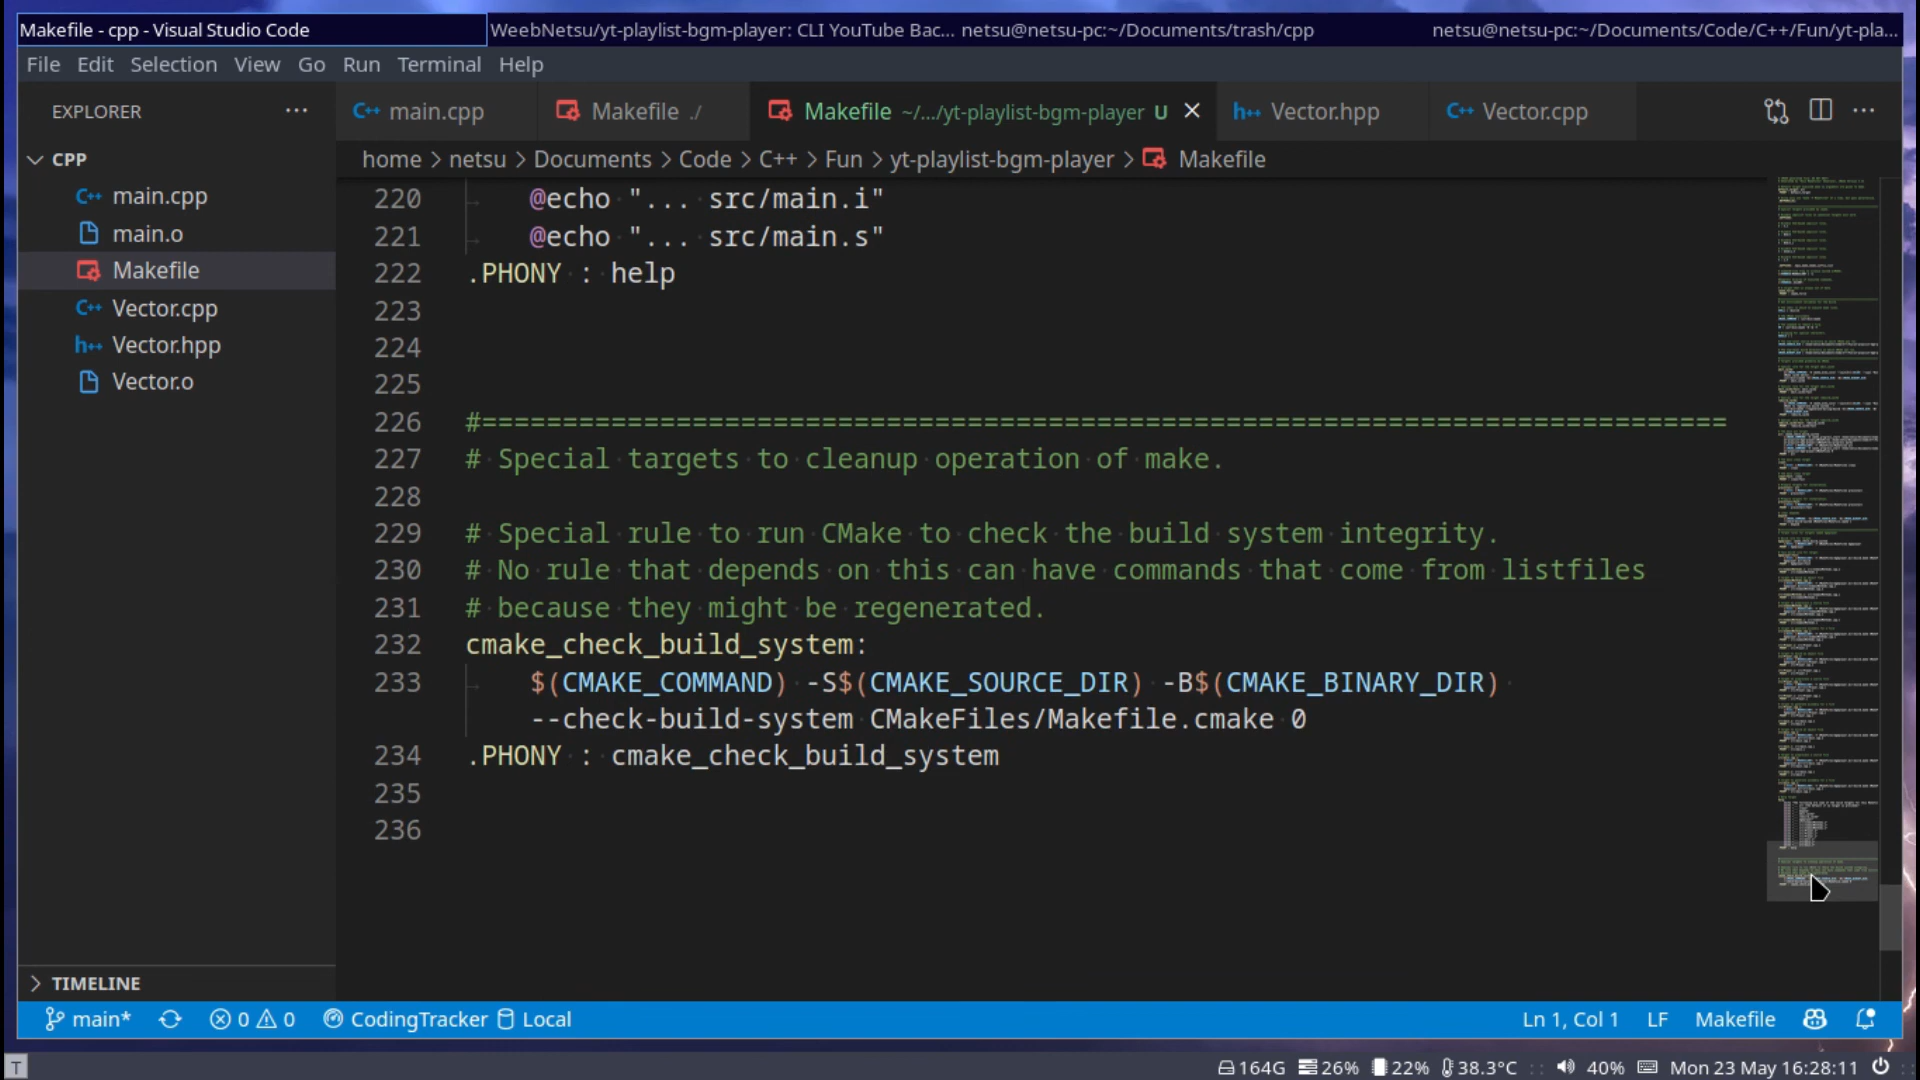 Makefile - cpp - Visual Studio Code
WeebNetsu/yt-playlist-bgm-player: CLI YouTube Bac...
netsu@netsu-pc:~/Documents/trash/cpp
netsu@netsu-pc:~/Documents/Code/C++/Fun/yt-pla...
File Edit Selection View Go Run Terminal Help
EXPLORER
main.cpp
Makefile ./
Makefile ~/.../yt-playlist-bgm-player U
Vector.hpp
Vector.cpp
CPP
home > netsu > Documents > Code > C++ > Fun > yt-playlist-bgm-player > Makefile
main.cpp
main.o
Makefile
Vector.cpp
Vector.hpp
Vector.o
220 @echo "... src/main.i"
221 @echo "... src/main.s"
222 .PHONY : help
223
224
225
226 #=============================================================================
227 # Special targets to cleanup operation of make.
228
229 # Special rule to run CMake to check the build system integrity.
230 # No rule that depends on this can have commands that come from listfiles
231 # because they might be regenerated.
232 cmake_check_build_system:
233 $(CMAKE_COMMAND) -S$(CMAKE_SOURCE_DIR) -B$(CMAKE_BINARY_DIR)
--check-build-system CMakeFiles/Makefile.cmake 0
234 .PHONY : cmake_check_build_system
235
236
TIMELINE
main* 0 0 CodingTracker Local
Ln 1, Col 1 LF Makefile
T
164G 26% 22% 38.3°C :: 40% Mon 23 May 16:28:11